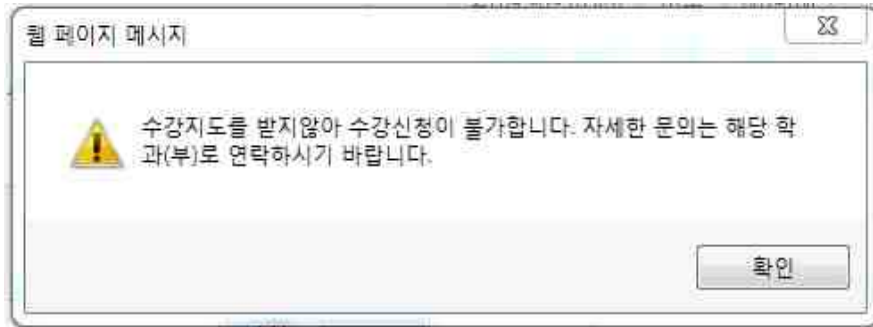 웹 페이지 메시지
수강지도를 받지않아 수강신청이 불가합니다. 자세한 문의는 해당 학
과(부)로 연락하시기 바랍니다.
확인